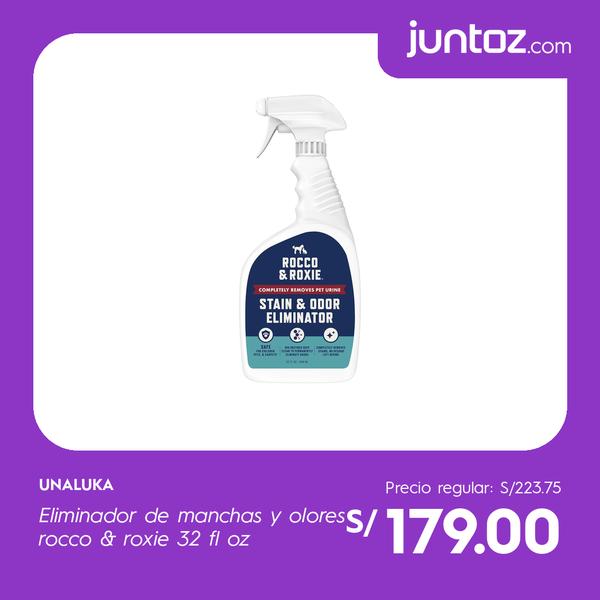 juntoz.com
ROCCO
& ROXIE
COMPLETELY REMOVES PET URINE
STAIN & ODOR
ELIMINATOR
SAFE
UNALUKA
Precio regular: S/223.75
Eliminador de manchas y olores
rocco & roxie 32 fl oz
S/ 179.00